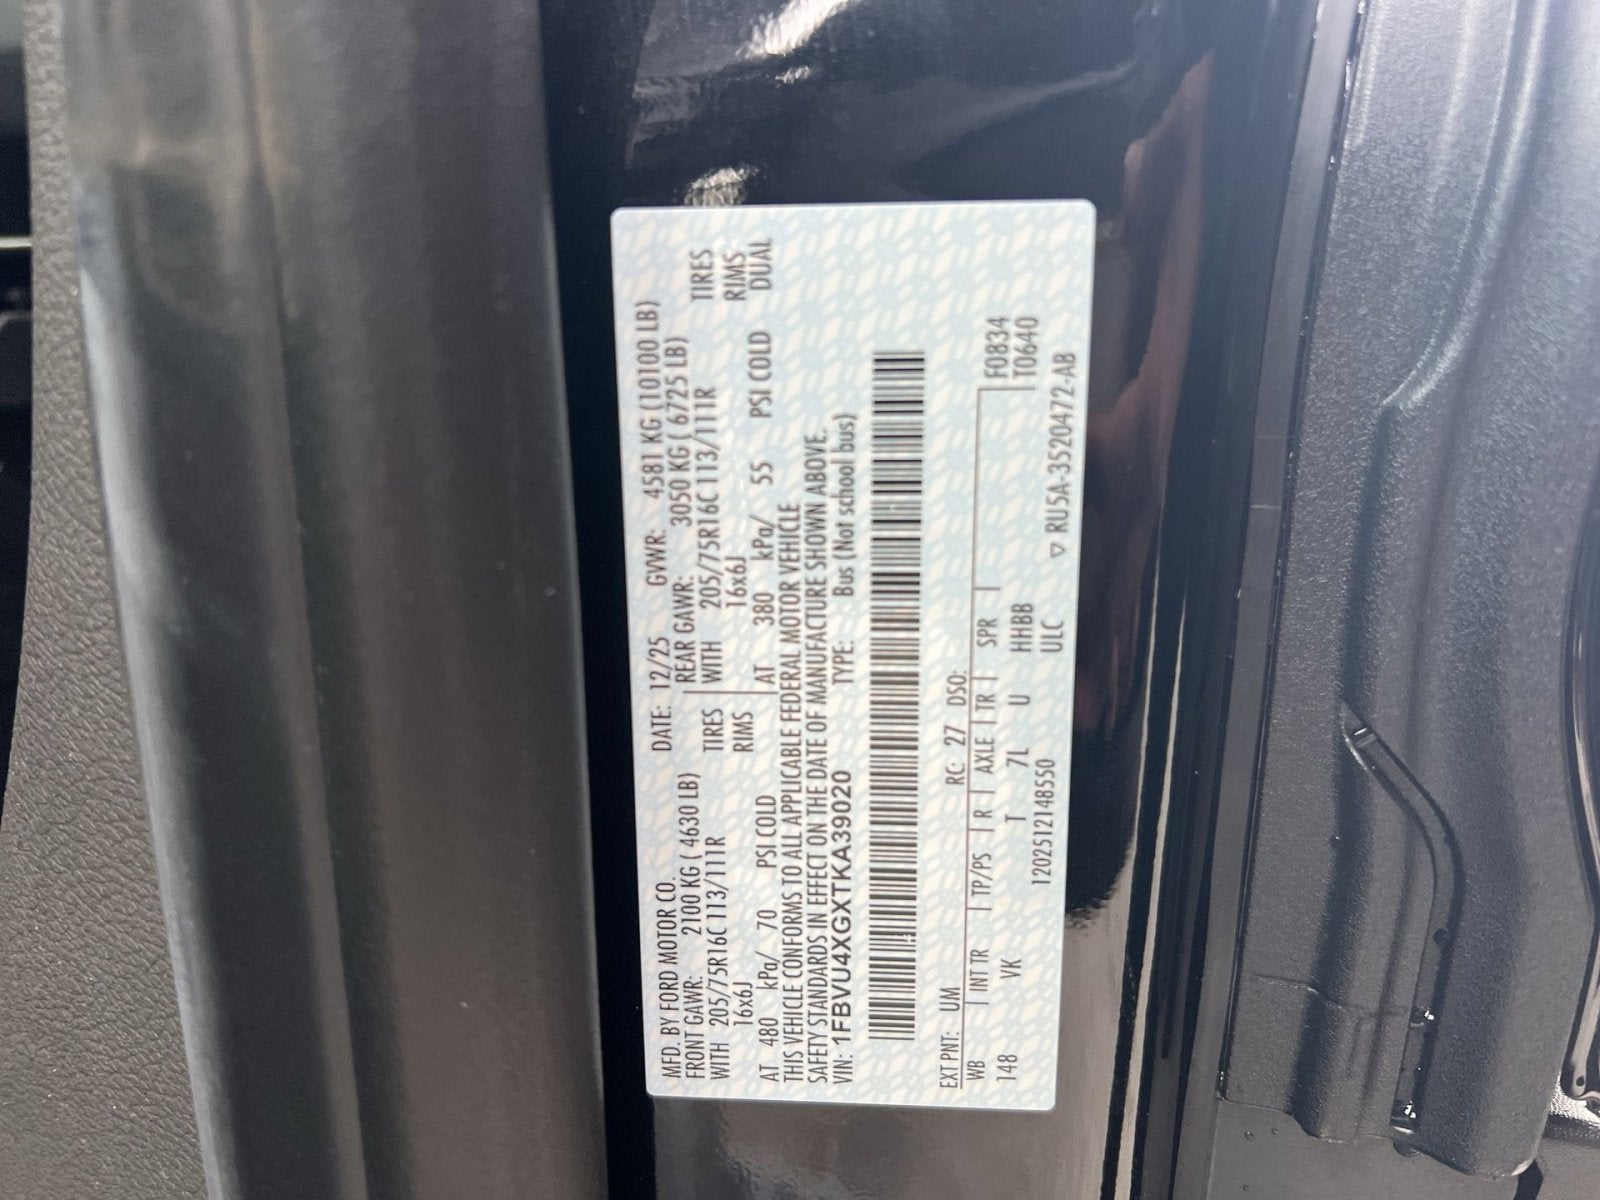 MFD. BY FORD MOTOR CO. DATE: 12/25 GVWR: 4581 KG (10100 LB)
FRONT GAWR: 2100 KG ( 4630 LB) REAR GAWR: 3050 KG ( 6725 LB)
WITH 205/75R16C 113/111R TIRES WITH 205/75R16C 113/111R TIRES
16x6J RIMS 16x6J RIMS
AT 480 kPa/ 70 PSI COLD AT 380 kPa/ 55 PSI COLD DUAL
THIS VEHICLE CONFORMS TO ALL APPLICABLE FEDERAL MOTOR VEHICLE
SAFETY STANDARDS IN EFFECT ON THE DATE OF MANUFACTURE SHOWN ABOVE.
VIN: 1FBVU4XGXTKA39020 TYPE: Bus (Not school bus)
EXT PNT: UM RC: 27 DSO:
WB INT TR TP/PS R AXLE TR SPR F0834
148 VK T 7L U HHBB T0640
1202512148550 ULC ▽ RU5A-3520472-AB